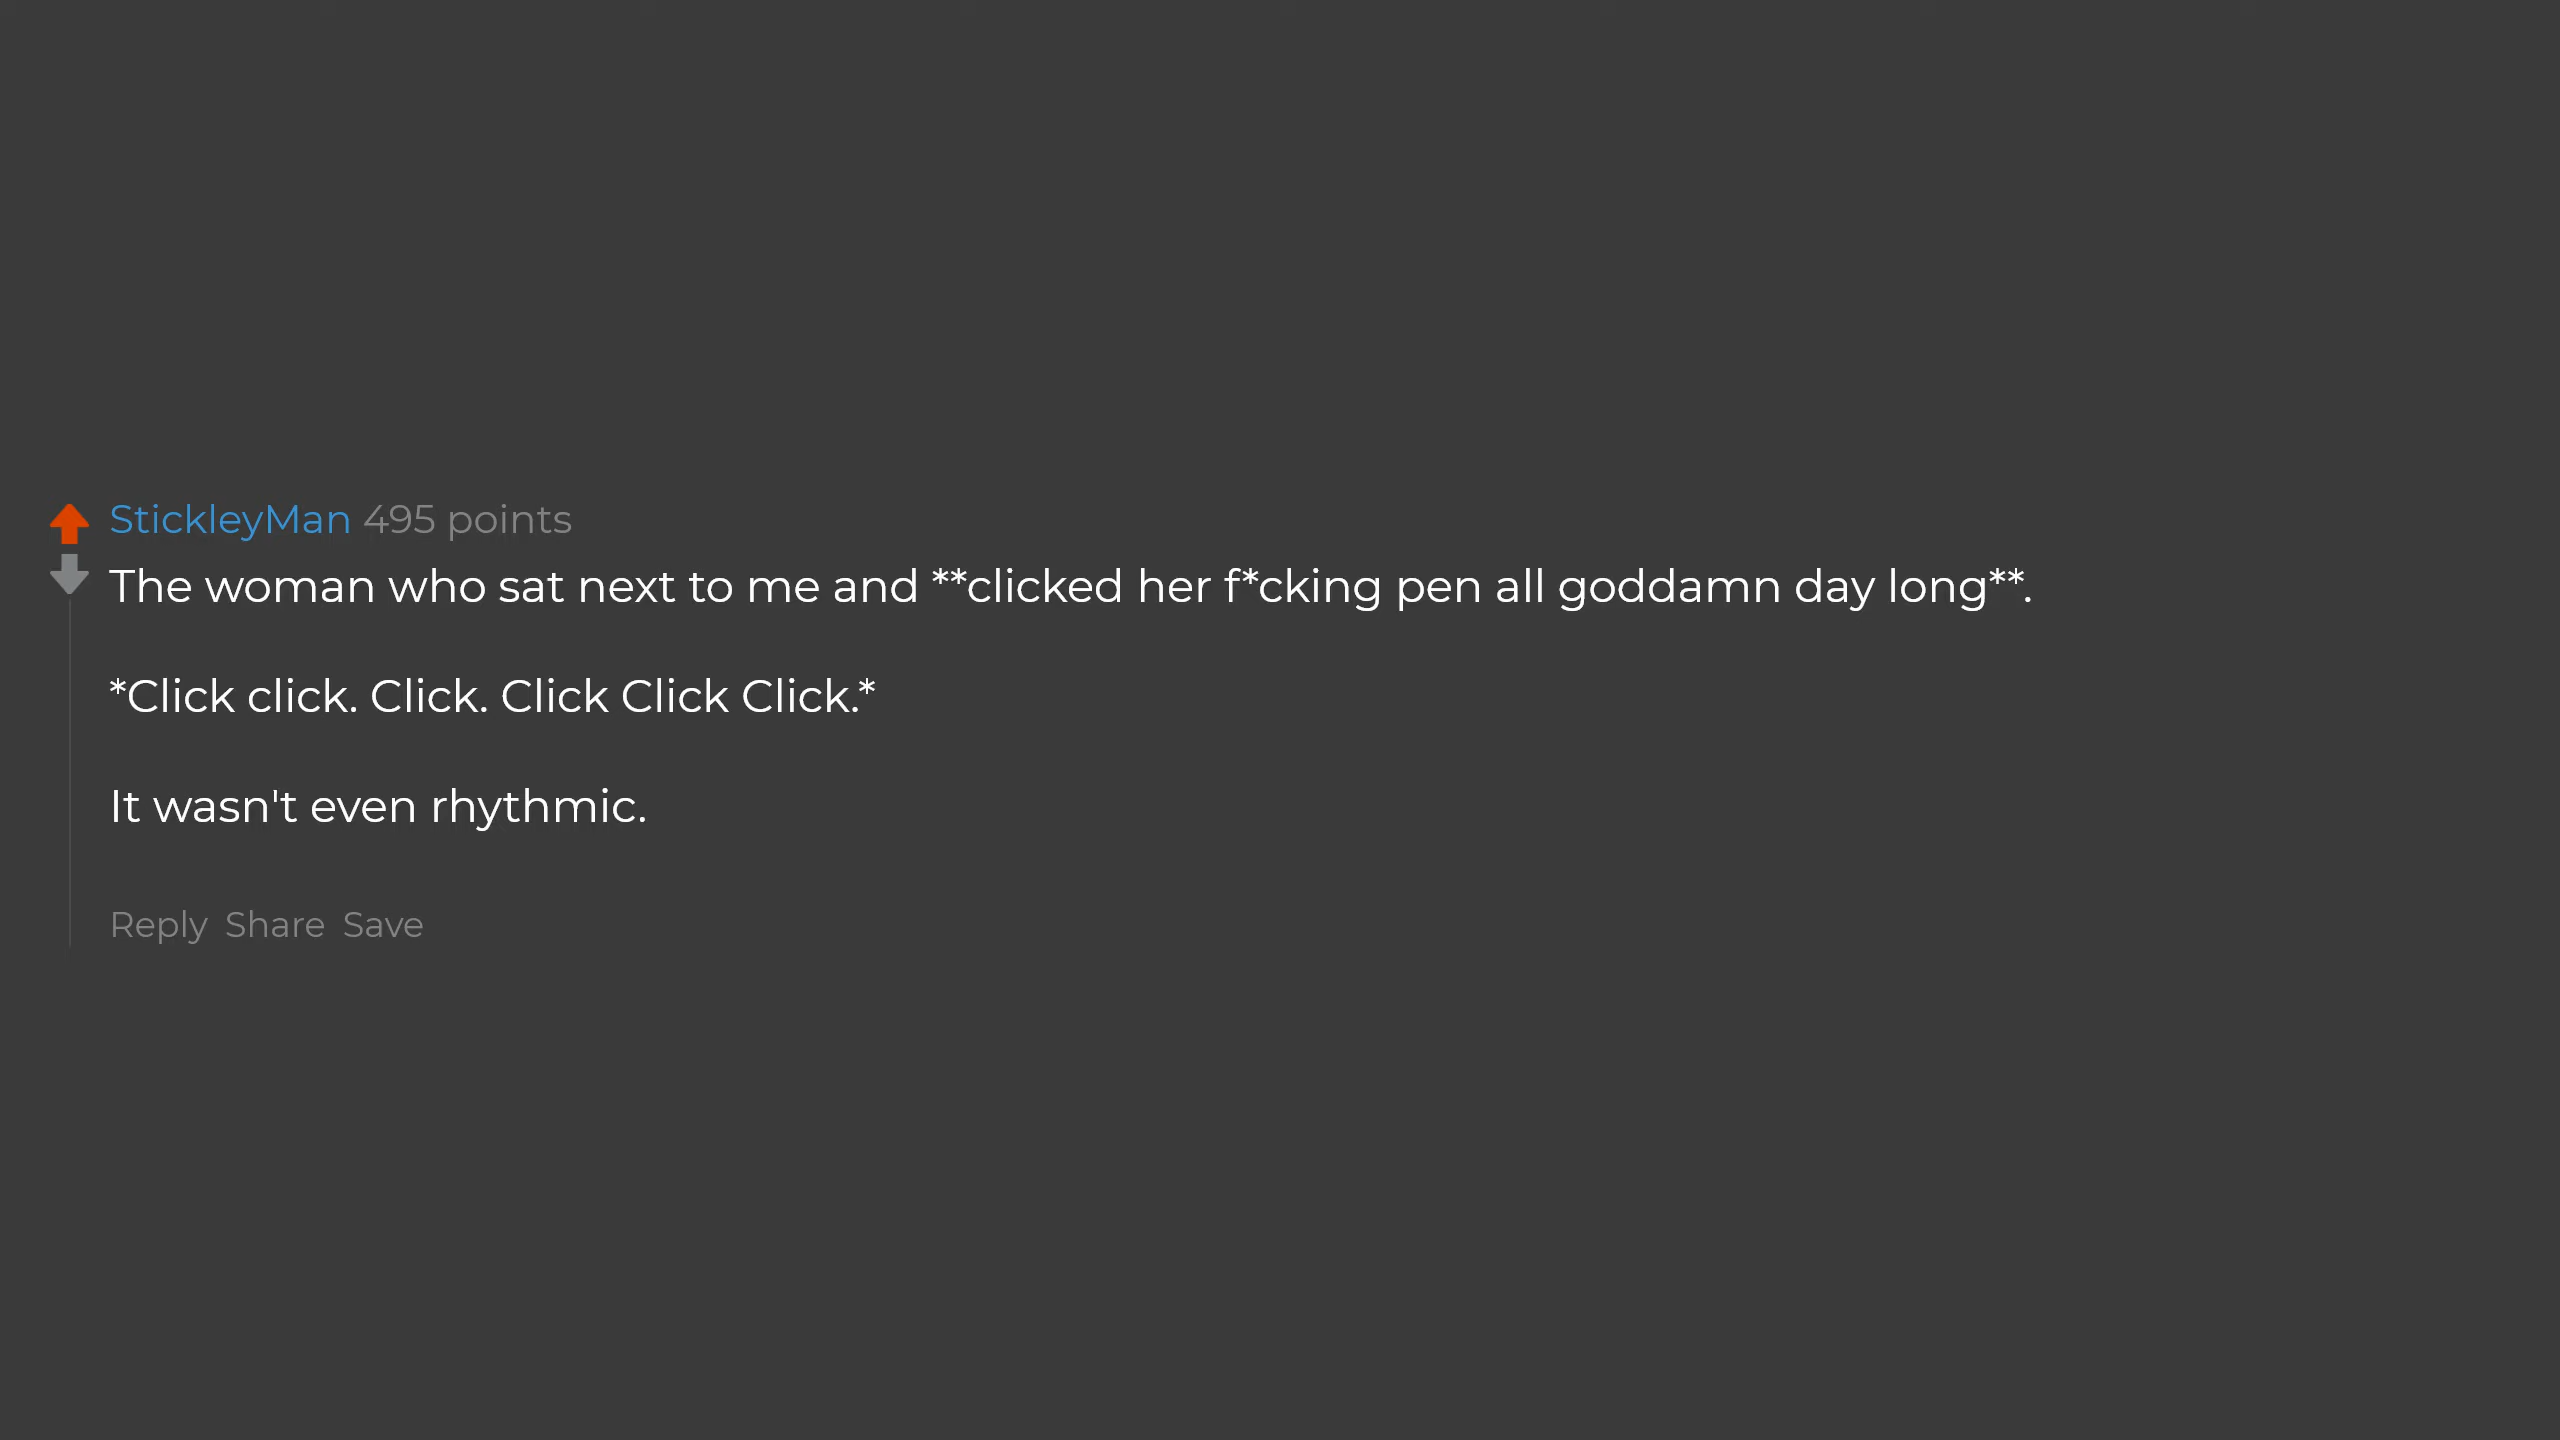 StickleyMan 495 points
The woman who sat next to me and **clicked her f*cking pen all goddamn day long**.
*Click click. Click. Click Click Click.*
It wasn't even rhythmic.
Reply Share Save